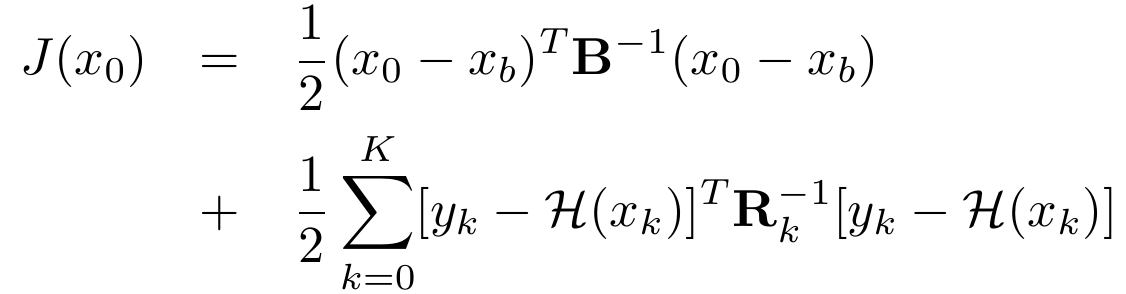 J(x_0) = \frac{1}{2}(x_0 - x_b)^T \mathbf{B}^{-1}(x_0 - x_b)
+ \frac{1}{2} \sum_{k=0}^{K} [y_k - \mathcal{H}(x_k)]^T \mathbf{R}_k^{-1} [y_k - \mathcal{H}(x_k)]